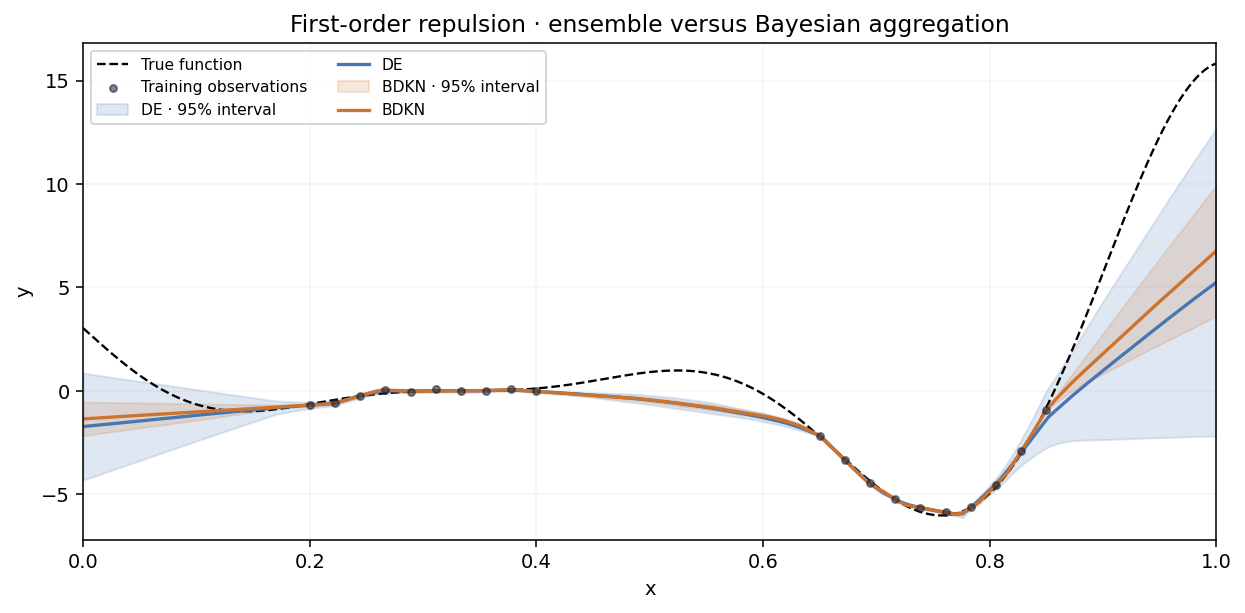 First-order repulsion · ensemble versus Bayesian aggregation
True function
Training observations
DE · 95% interval
DE
BDKN · 95% interval
BDKN
y
15
10
5
0
−5
0.0 0.2 0.4 0.6 0.8 1.0
x